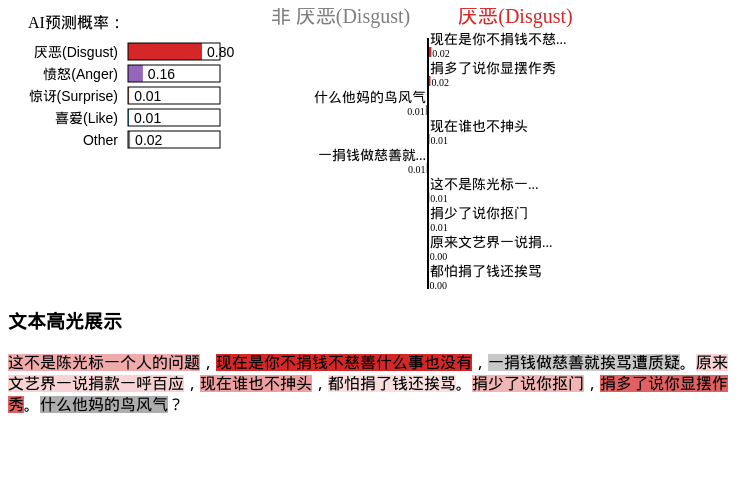 AI预测概率：
厌恶(Disgust) 0.80
愤怒(Anger) 0.16
惊讶(Surprise) 0.01
喜爱(Like) 0.01
Other 0.02
非 厌恶(Disgust) 厌恶(Disgust)
现在是你不捐钱不慈...
0.02
捐多了说你显摆作秀
0.02
什么他妈的鸟风气
0.01
现在谁也不抻头
0.01
一捐钱做慈善就...
0.01
这不是陈光标一...
0.01
捐少了说你抠门
0.01
原来文艺界一说捐...
0.00
都怕捐了钱还挨骂
0.00
文本高光展示
这不是陈光标一个人的问题，现在是你不捐钱不慈善什么事也没有，一捐钱做慈善就挨骂遭质疑。原来
文艺界一说捐款一呼百应，现在谁也不抻头，都怕捐了钱还挨骂。捐少了说你抠门，捐多了说你显摆作
秀。什么他妈的鸟风气？